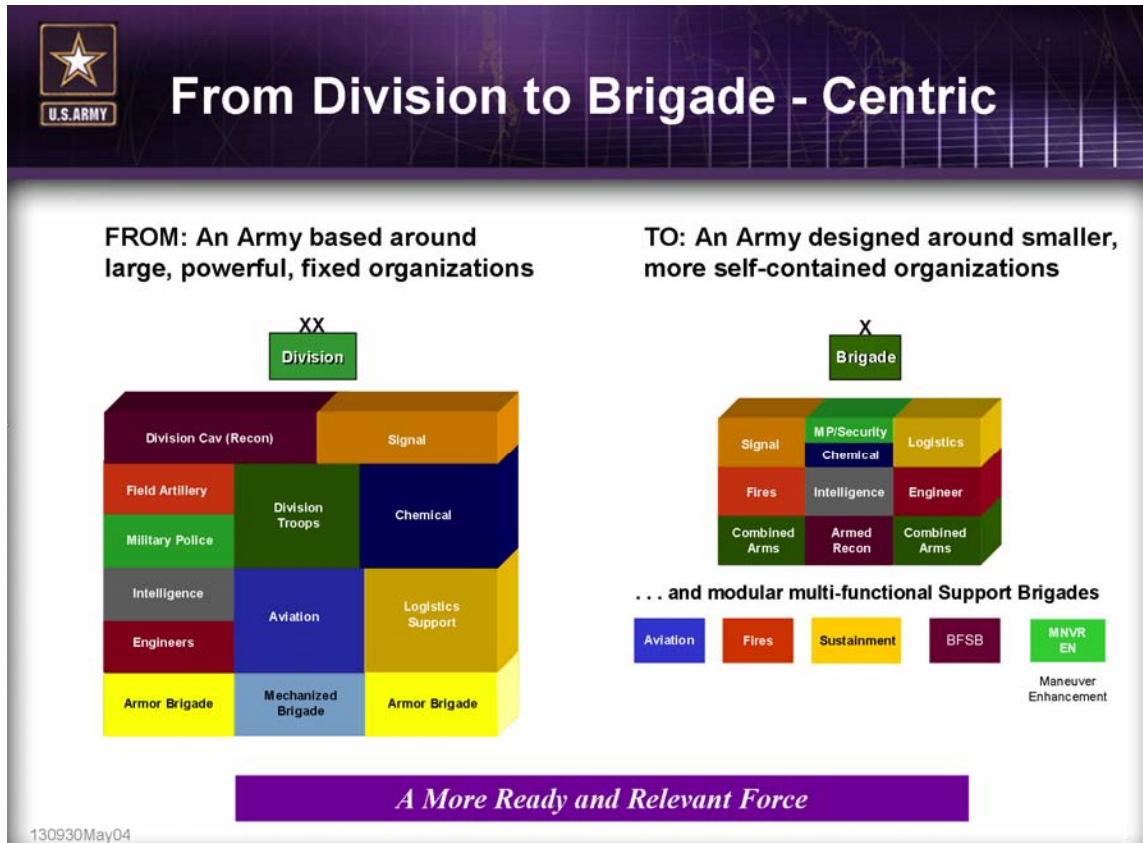 U.S.ARMY
From Division to Brigade - Centric
FROM: An Army based around
large, powerful, fixed organizations
XX
Division
Division Cav (Recon)
Signal
Field Artillery
Military Police
Division
Troops
Chemical
Intelligence
Engineers
Aviation
Logistics
Support
Armor Brigade
Mechanized
Brigade
Armor Brigade
TO: An Army designed around smaller,
more self-contained organizations
X
Brigade
Signal
MP/Security
Chemical
Logistics
Fires
Intelligence
Engineer
Combined
Arms
Armed
Recon
Combined
Arms
. . . and modular multi-functional Support Brigades
Aviation
Fires
Sustainment
BFSB
MNVR
EN
Maneuver
Enhancement
A More Ready and Relevant Force
130930May04